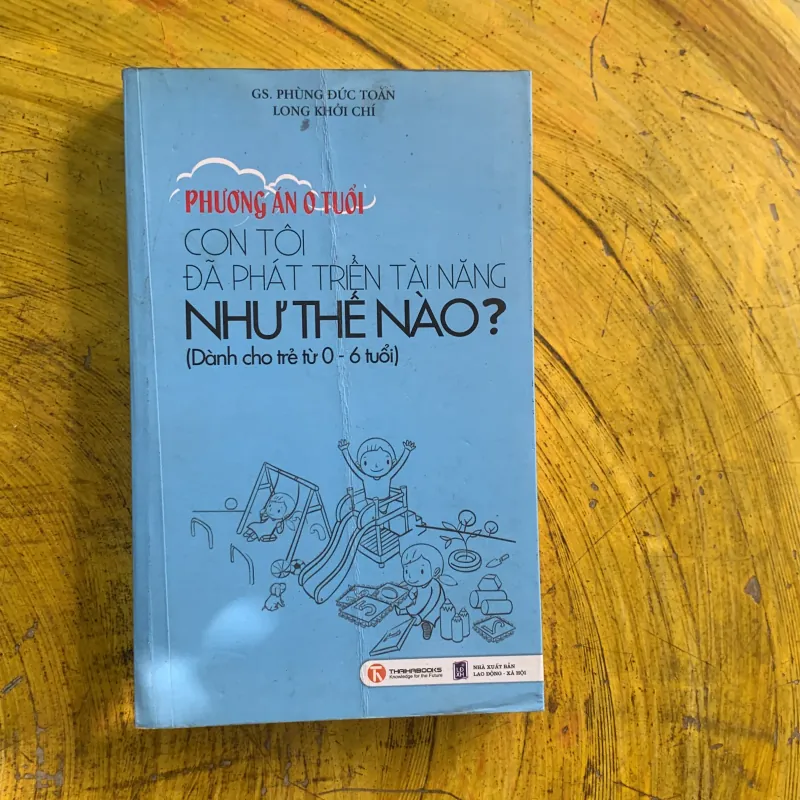 GS. PHÙNG ĐỨC TOÀN
LONG KHỞI CHÍ
PHƯƠNG ÁN 0 TUỔI
CON TÔI
ĐÃ PHÁT TRIỂN TÀI NĂNG
NHƯ THẾ NÀO?
(Dành cho trẻ từ 0 - 6 tuổi)
THAIHABOOKS
Knowledge for the Future
NHÀ XUẤT BẢN
LAO ĐỘNG - XÃ HỘI